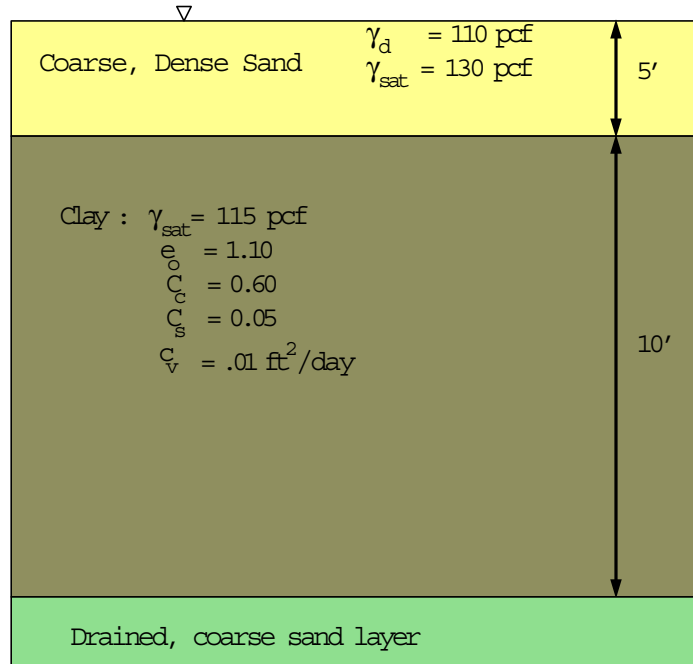 γd = 110 pcf
Coarse, Dense Sand
γsat = 130 pcf
5′
Clay : γsat = 115 pcf
eo = 1.10
Cc = 0.60
Cs = 0.05
cv = .01 ft²/day
10′
Drained, coarse sand layer